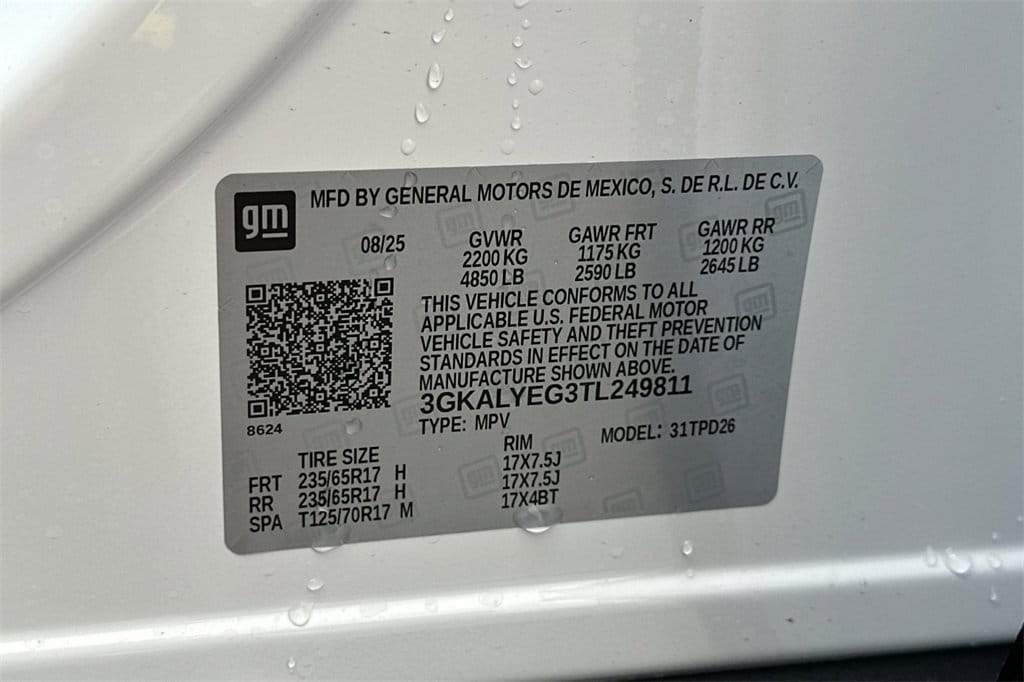 gm MFD BY GENERAL MOTORS DE MEXICO, S. DE R.L. DE C.V.
08/25 GVWR GAWR FRT GAWR RR
2200 KG 1175 KG 1200 KG
4850 LB 2590 LB 2645 LB
THIS VEHICLE CONFORMS TO ALL
APPLICABLE U.S. FEDERAL MOTOR
VEHICLE SAFETY AND THEFT PREVENTION
STANDARDS IN EFFECT ON THE DATE OF
MANUFACTURE SHOWN ABOVE.
3GKALYEG3TL249811
8624
TYPE: MPV MODEL: 31TPD26
TIRE SIZE RIM
FRT 235/65R17 H 17X7.5J
RR 235/65R17 H 17X7.5J
SPA T125/70R17 M 17X4BT